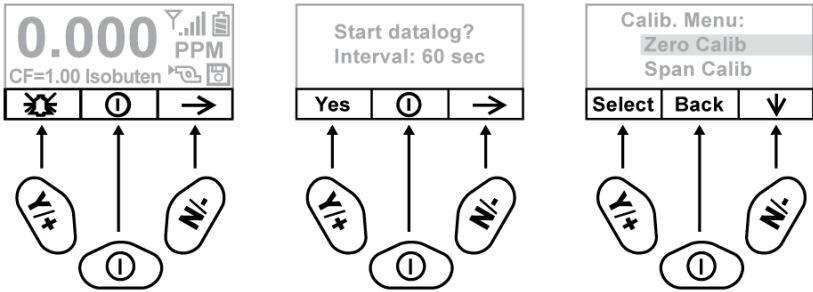 0.000
PPM
CF=1.00 Isobuten
Y/+
N/-
Start datalog?
Interval: 60 sec
Yes
Y/+
N/-
Calib. Menu:
Zero Calib
Span Calib
Select Back
Y/+
N/-